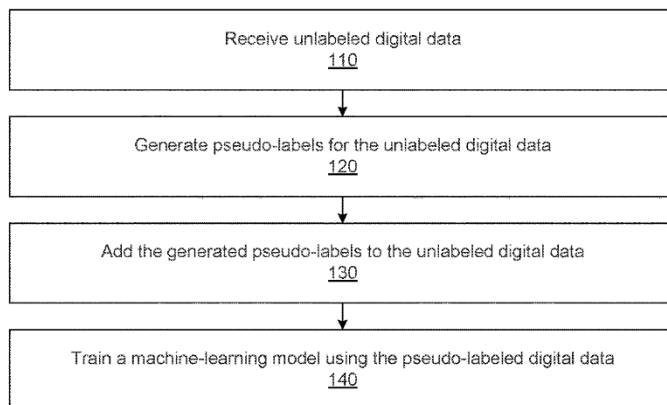 Receive unlabeled digital data
110
Generate pseudo-labels for the unlabeled digital data
120
Add the generated pseudo-labels to the unlabeled digital data
130
Train a machine-learning model using the pseudo-labeled digital data
140